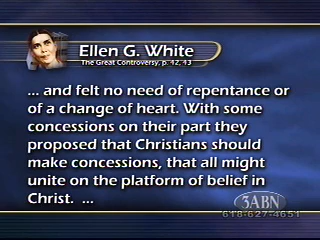 Ellen G. White
The Great Controversy, p. 42, 43
... and felt no need of repentance or
of a change of heart. With some
concessions on their part they
proposed that Christians should
make concessions, that all might
unite on the platform of belief in
Christ. ...
3ABN
618-627-4651